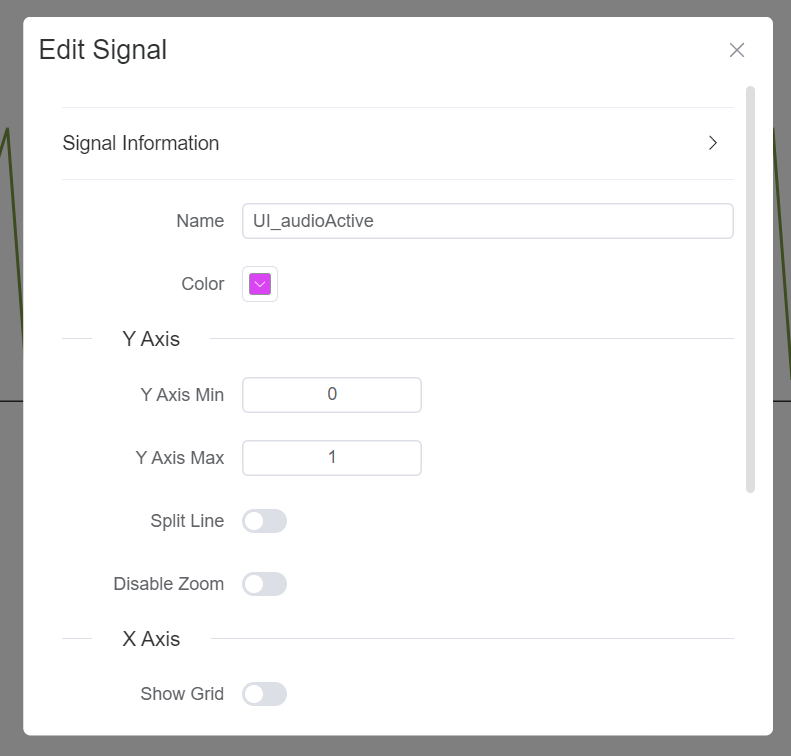 Edit Signal
Signal Information
Name UI_audioActive
Color
Y Axis
Y Axis Min 0
Y Axis Max 1
Split Line
Disable Zoom
X Axis
Show Grid